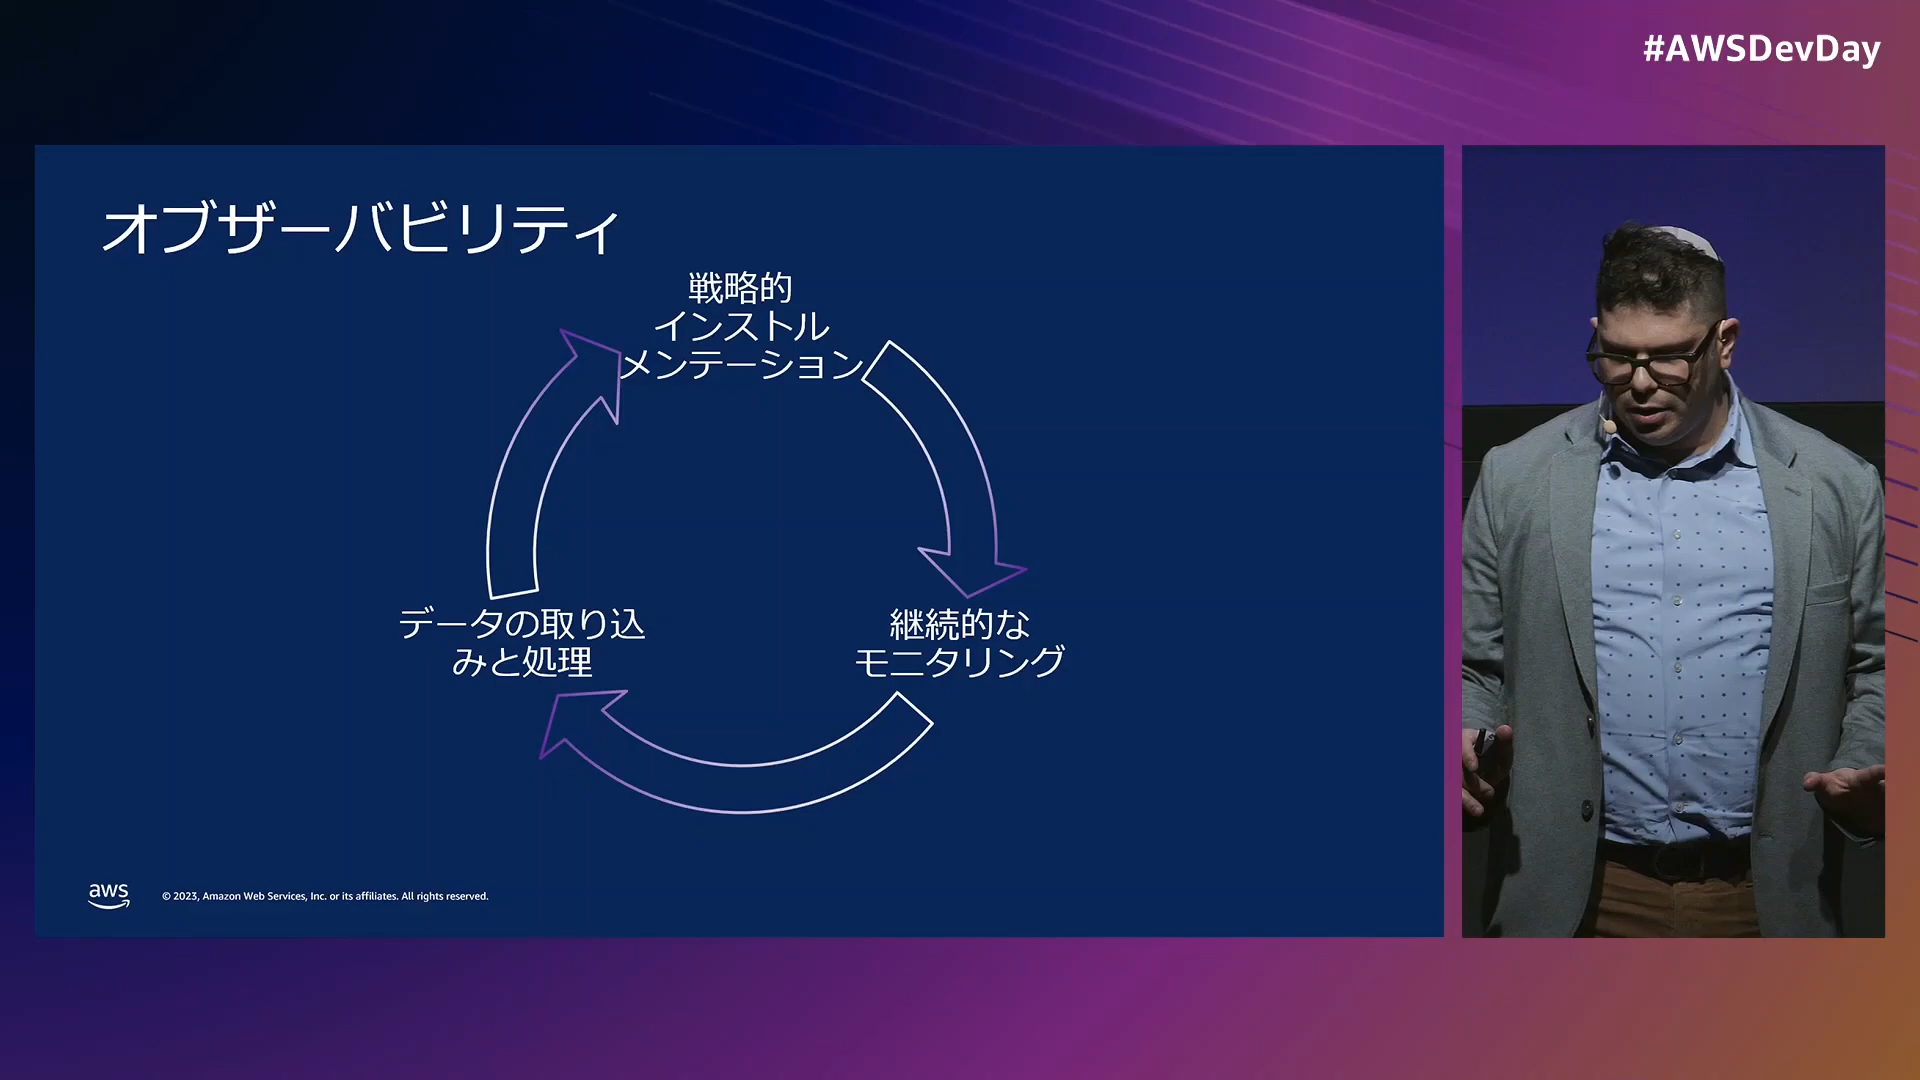 #AWSDevDay
オブザーバビリティ
戦略的
インストル
メンテーション
データの取り込
みと処理
継続的な
モニタリング
aws
© 2023, Amazon Web Services, Inc. or its affiliates. All rights reserved.